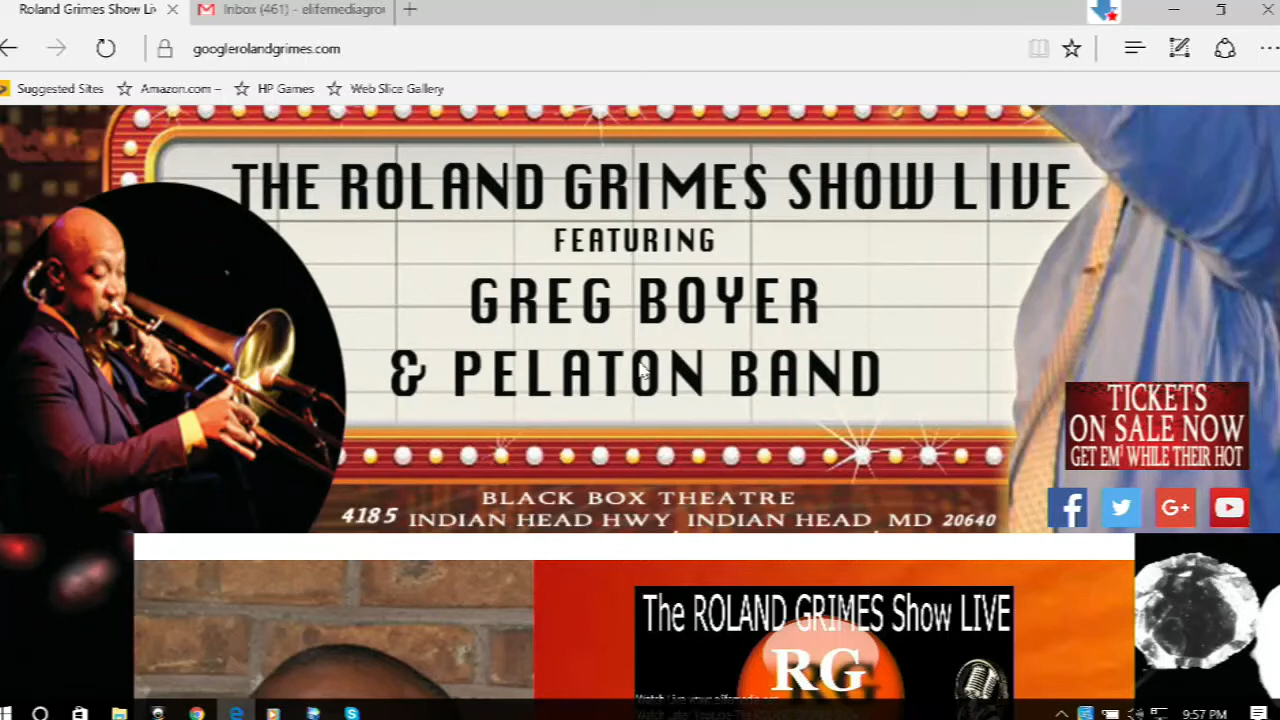 Roland Grimes Show Liv
Inbox (461) - elifemediagrou
googlerolandgrimes.com
Suggested Sites
Amazon.com –
HP Games
Web Slice Gallery
THE ROLAND GRIMES SHOW LIVE
FEATURING
GREG BOYER
& PELATON BAND
TICKETS
ON SALE NOW
GET EM' WHILE THEIR HOT
BLACK BOX THEATRE
4185 INDIAN HEAD HWY, INDIAN HEAD, MD 20640
f
G+
The ROLAND GRIMES Show LIVE
RG
9:57 PM